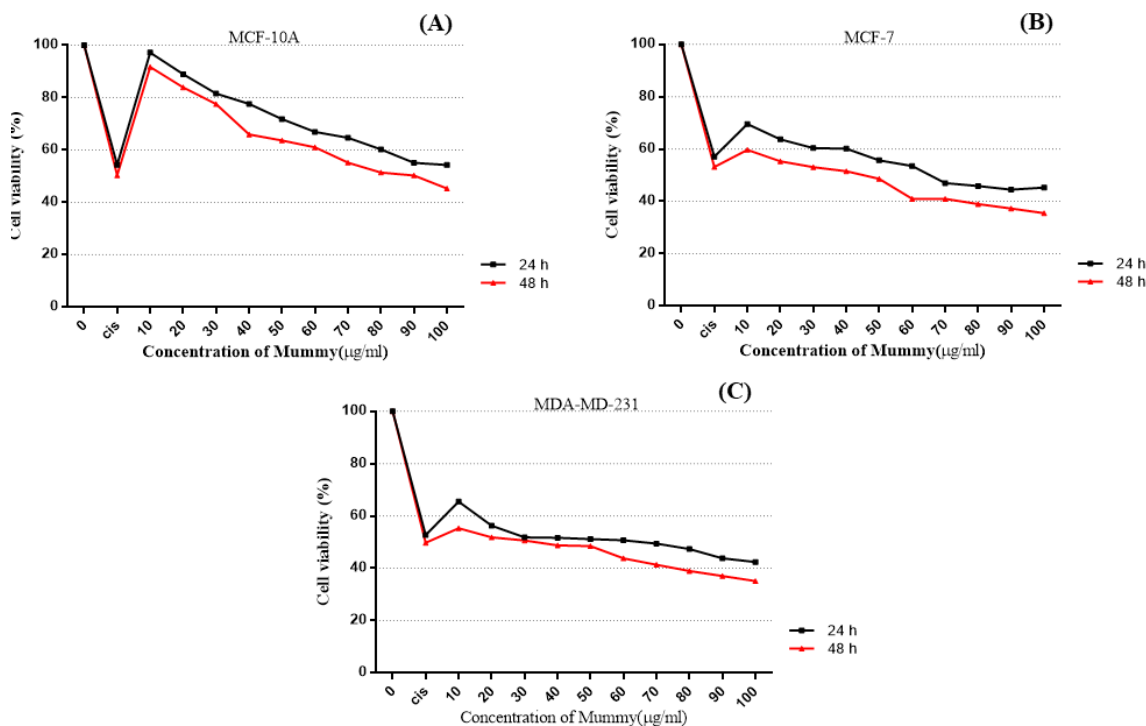 (A)
MCF-10A
Cell viability (%)
100
80
60
40
20
0
0 cis 10 20 30 40 50 60 70 80 90 100
Concentration of Mummy(µg/ml)
24 h
48 h
(B)
MCF-7
Cell viability (%)
100
80
60
40
20
0
0 cis 10 20 30 40 50 60 70 80 90 100
Concentration of Mummy(µg/ml)
24 h
48 h
(C)
MDA-MD-231
Cell viability (%)
100
80
60
40
20
0
0 cis 10 20 30 40 50 60 70 80 90 100
Concentration of Mummy(µg/ml)
24 h
48 h